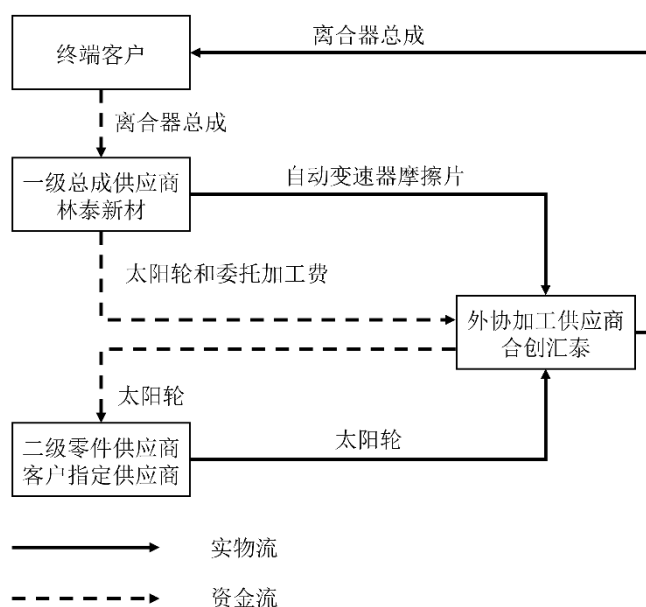 离合器总成
终端客户
离合器总成
一级总成供应商
林泰新材
自动变速器摩擦片
太阳轮和委托加工费
外协加工供应商
合创汇泰
太阳轮
二级零件供应商
客户指定供应商
太阳轮
实物流
资金流